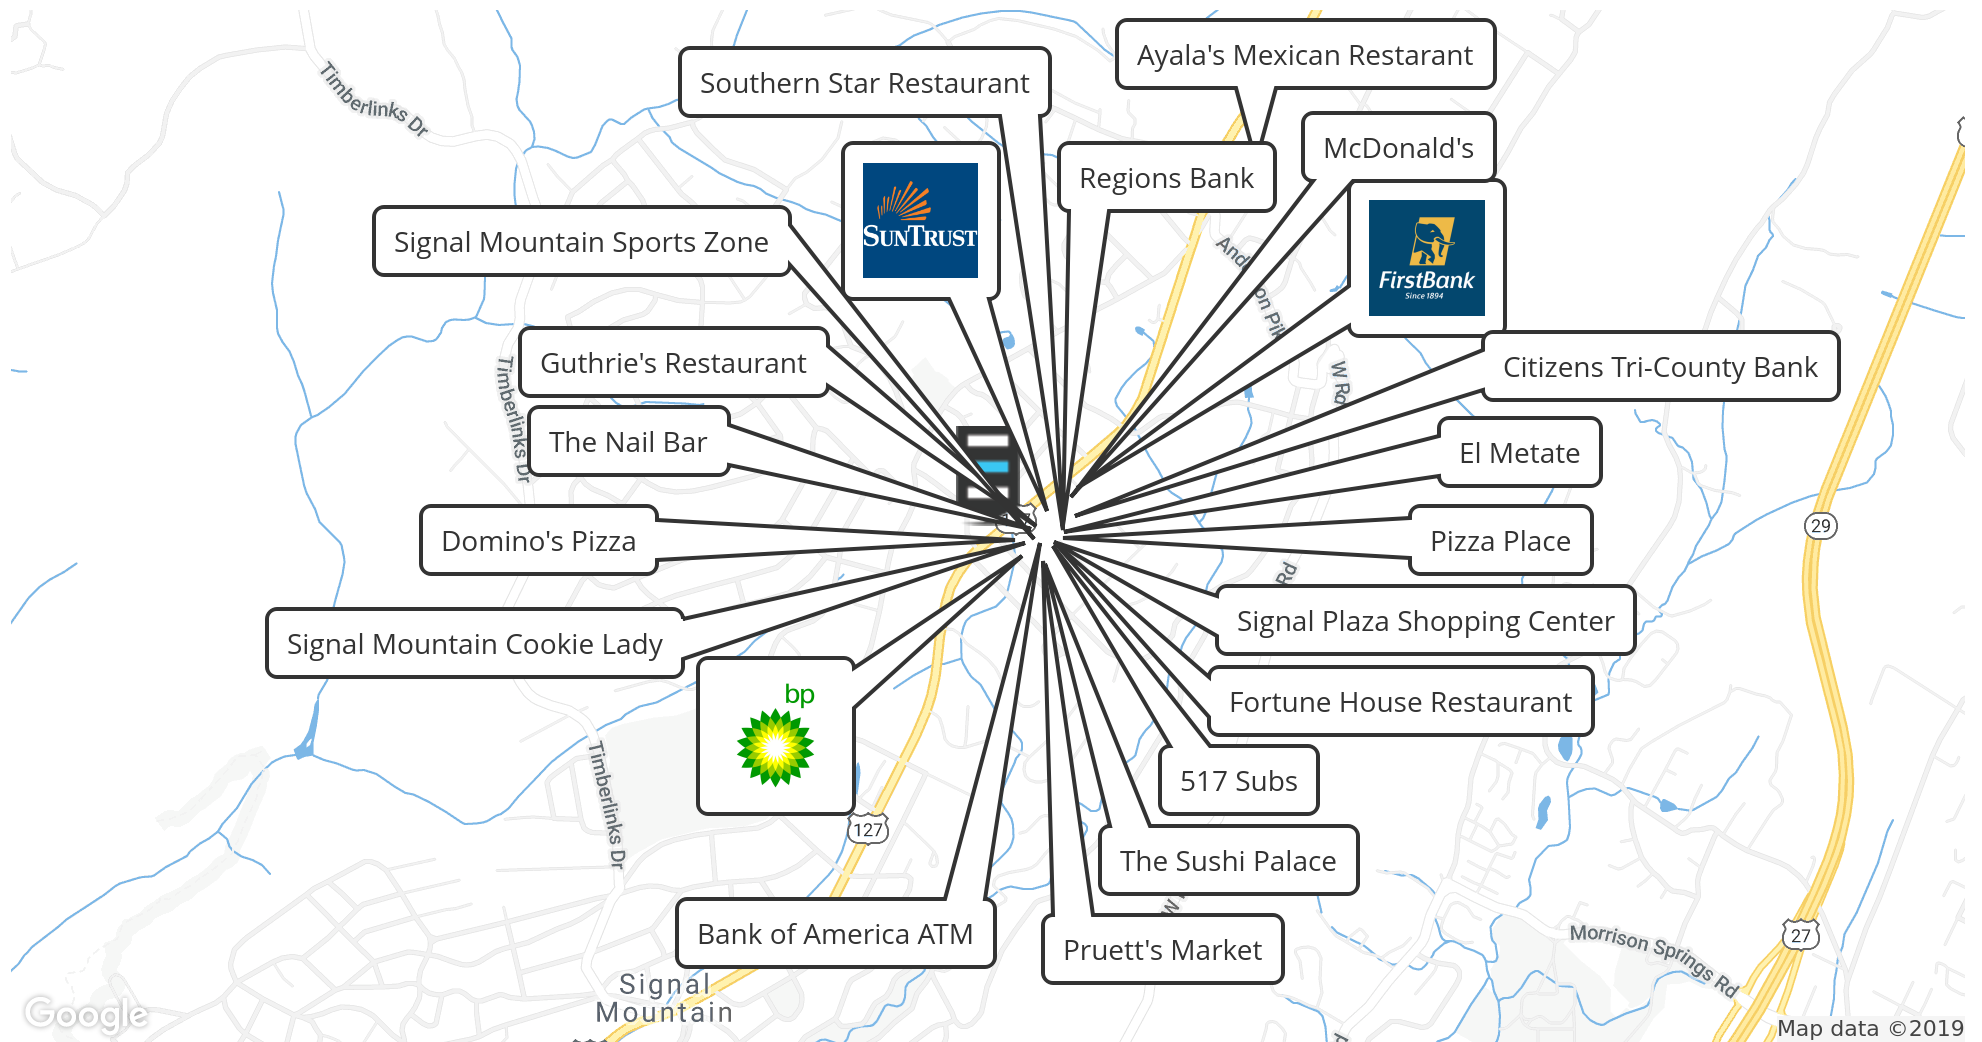 Ayala's Mexican Restarant
Southern Star Restaurant
Timberlinks Dr
McDonald's
Regions Bank
SUNTRUST
Signal Mountain Sports Zone
FirstBank
Since 1894
Guthrie's Restaurant
Timberlinks Dr
W Rd
Citizens Tri-County Bank
The Nail Bar
El Metate
Domino's Pizza
29
Pizza Place
Rd
Signal Plaza Shopping Center
Signal Mountain Cookie Lady
bp
Fortune House Restaurant
Timberlinks Dr
517 Subs
127
The Sushi Palace
Bank of America ATM
Pruett's Market
27
Morrison Springs Rd
Signal
Mountain
Google
Map data ©2019